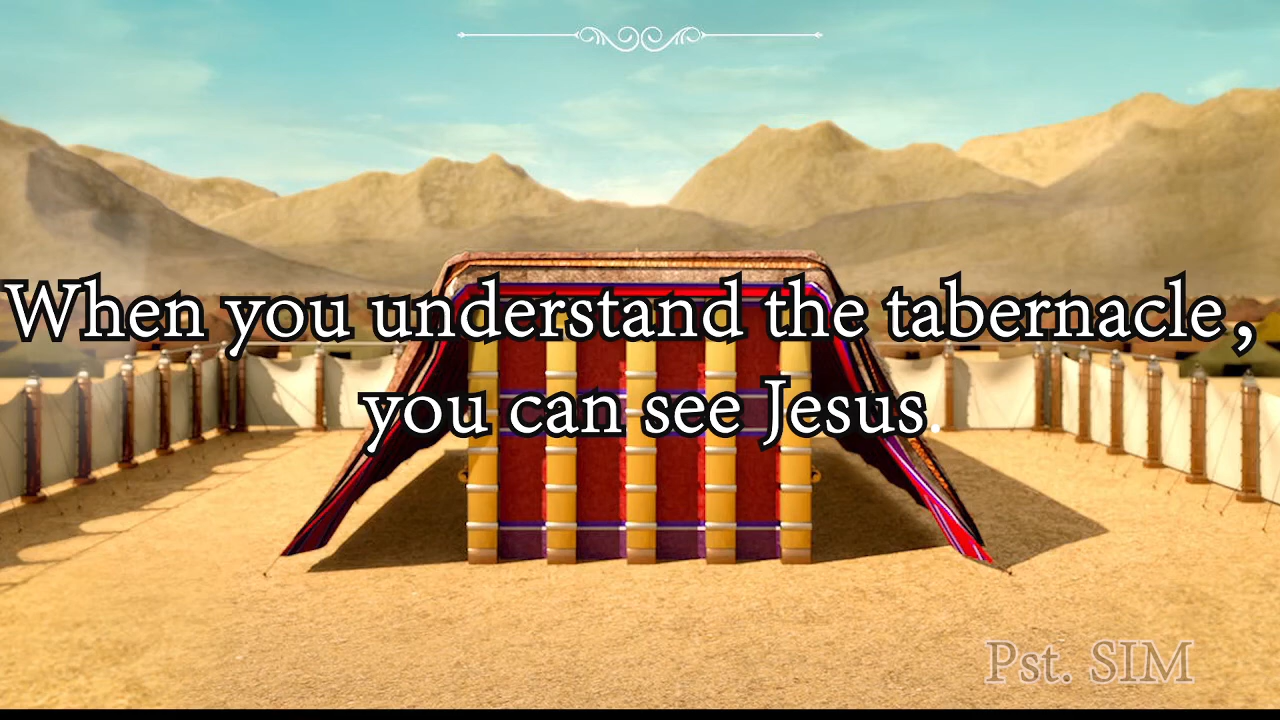 When you understand the tabernacle,
you can see Jesus.
Pst. SIM